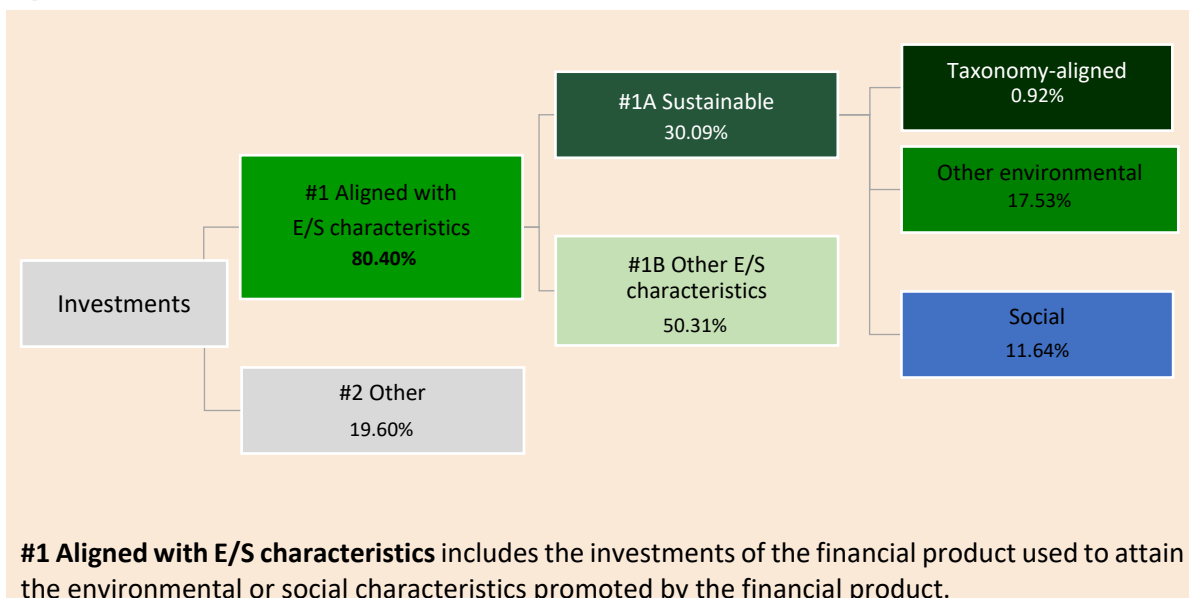 Investments
#1 Aligned with
E/S characteristics
80.40%
#2 Other
19.60%
#1A Sustainable
30.09%
#1B Other E/S
characteristics
50.31%
Taxonomy-aligned
0.92%
Other environmental
17.53%
Social
11.64%
#1 Aligned with E/S characteristics includes the investments of the financial product used to attain
the environmental or social characteristics promoted by the financial product.